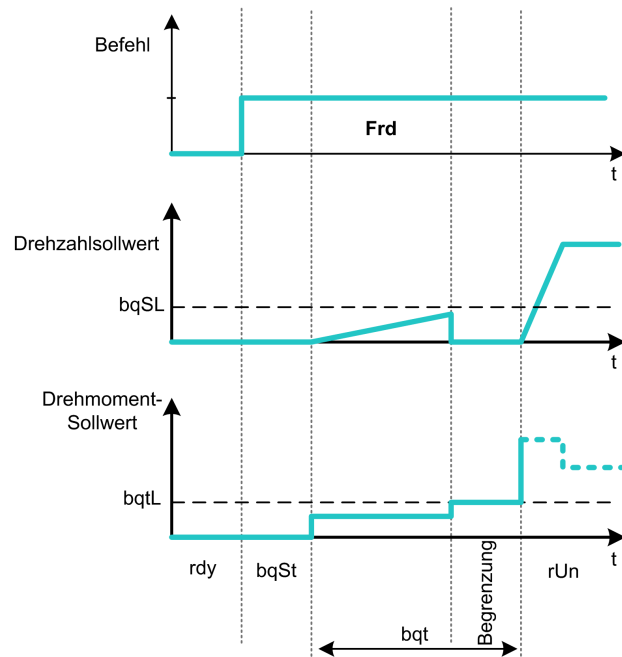 Befehl
Frd
t
Drehzahlsollwert
bqSL
t
Drehmoment-
Sollwert
bqtL
t
rdy
bqSt
Begrenzung
rUn
bqt